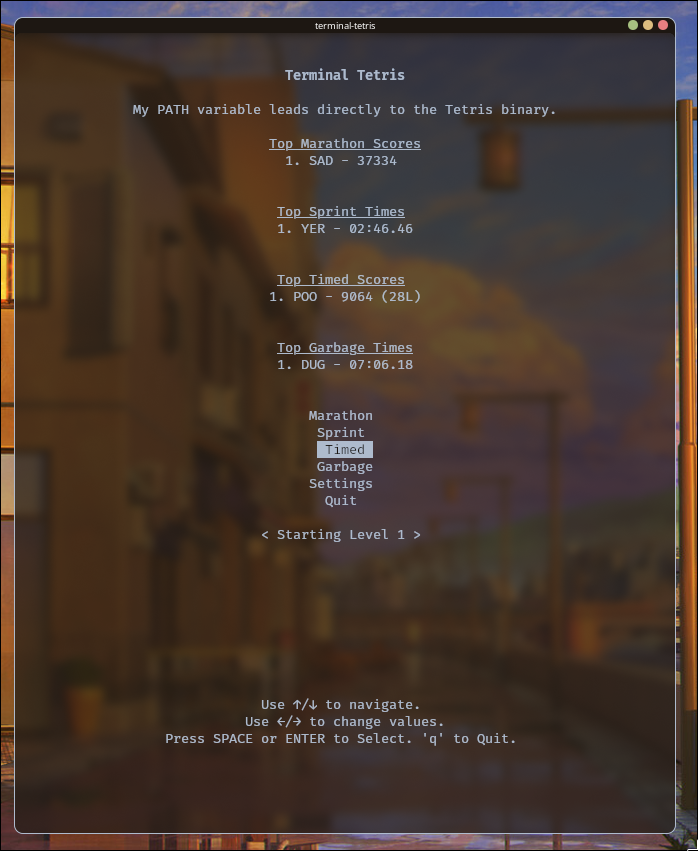 terminal-tetris
Terminal Tetris
My PATH variable leads directly to the Tetris binary.
Top Marathon Scores
1. SAD - 37334
Top Sprint Times
1. YER - 02:46.46
Top Timed Scores
1. POO - 9064 (28L)
Top Garbage Times
1. DUG - 07:06.18
Marathon
Sprint
Timed
Garbage
Settings
Quit
< Starting Level 1 >
Use ↑/↓ to navigate.
Use ←/→ to change values.
Press SPACE or ENTER to Select. 'q' to Quit.